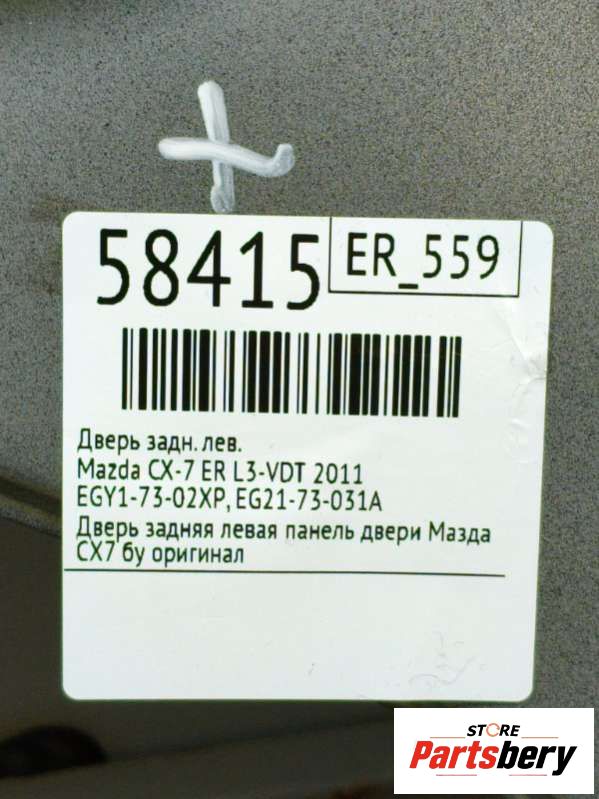 58415
ER_559
Дверь задн. лев.
Mazda CX-7 ER L3-VDT 2011
EGY1-73-02XP, EG21-73-031A
Дверь задняя левая панель двери Мазда
CX7 бу оригинал
STORE
Partsbery